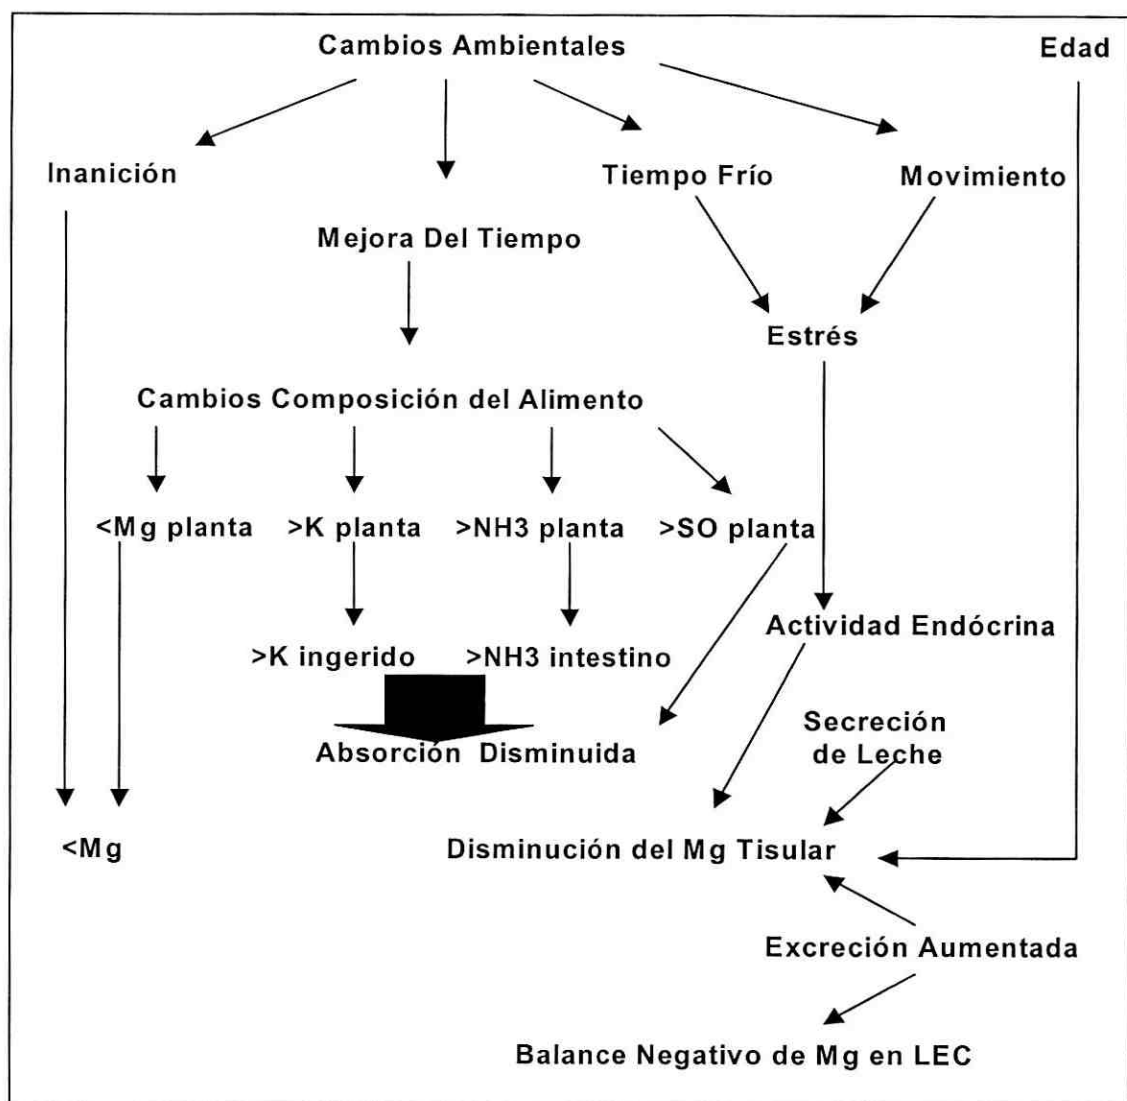 Cambios Ambientales
Edad
Inanición
Tiempo Frío
Movimiento
Mejora Del Tiempo
Estrés
Cambios Composición del Alimento
<Mg planta
>K planta
>NH3 planta
>SO planta
Actividad Endócrina
>K ingerido
>NH3 intestino
Secreción
de Leche
Absorción Disminuida
<Mg
Disminución del Mg Tisular
Excreción Aumentada
Balance Negativo de Mg en LEC